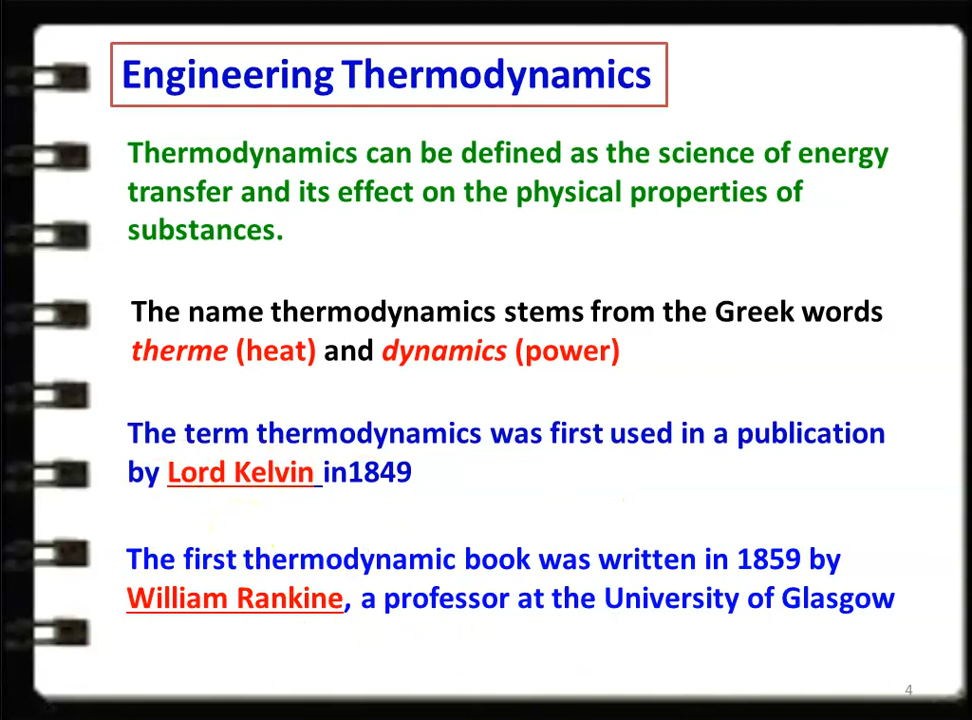 Engineering Thermodynamics
Thermodynamics can be defined as the science of energy
transfer and its effect on the physical properties of
substances.
The name thermodynamics stems from the Greek words
therme (heat) and dynamics (power)
The term thermodynamics was first used in a publication
by Lord Kelvin in1849
The first thermodynamic book was written in 1859 by
William Rankine, a professor at the University of Glasgow
4